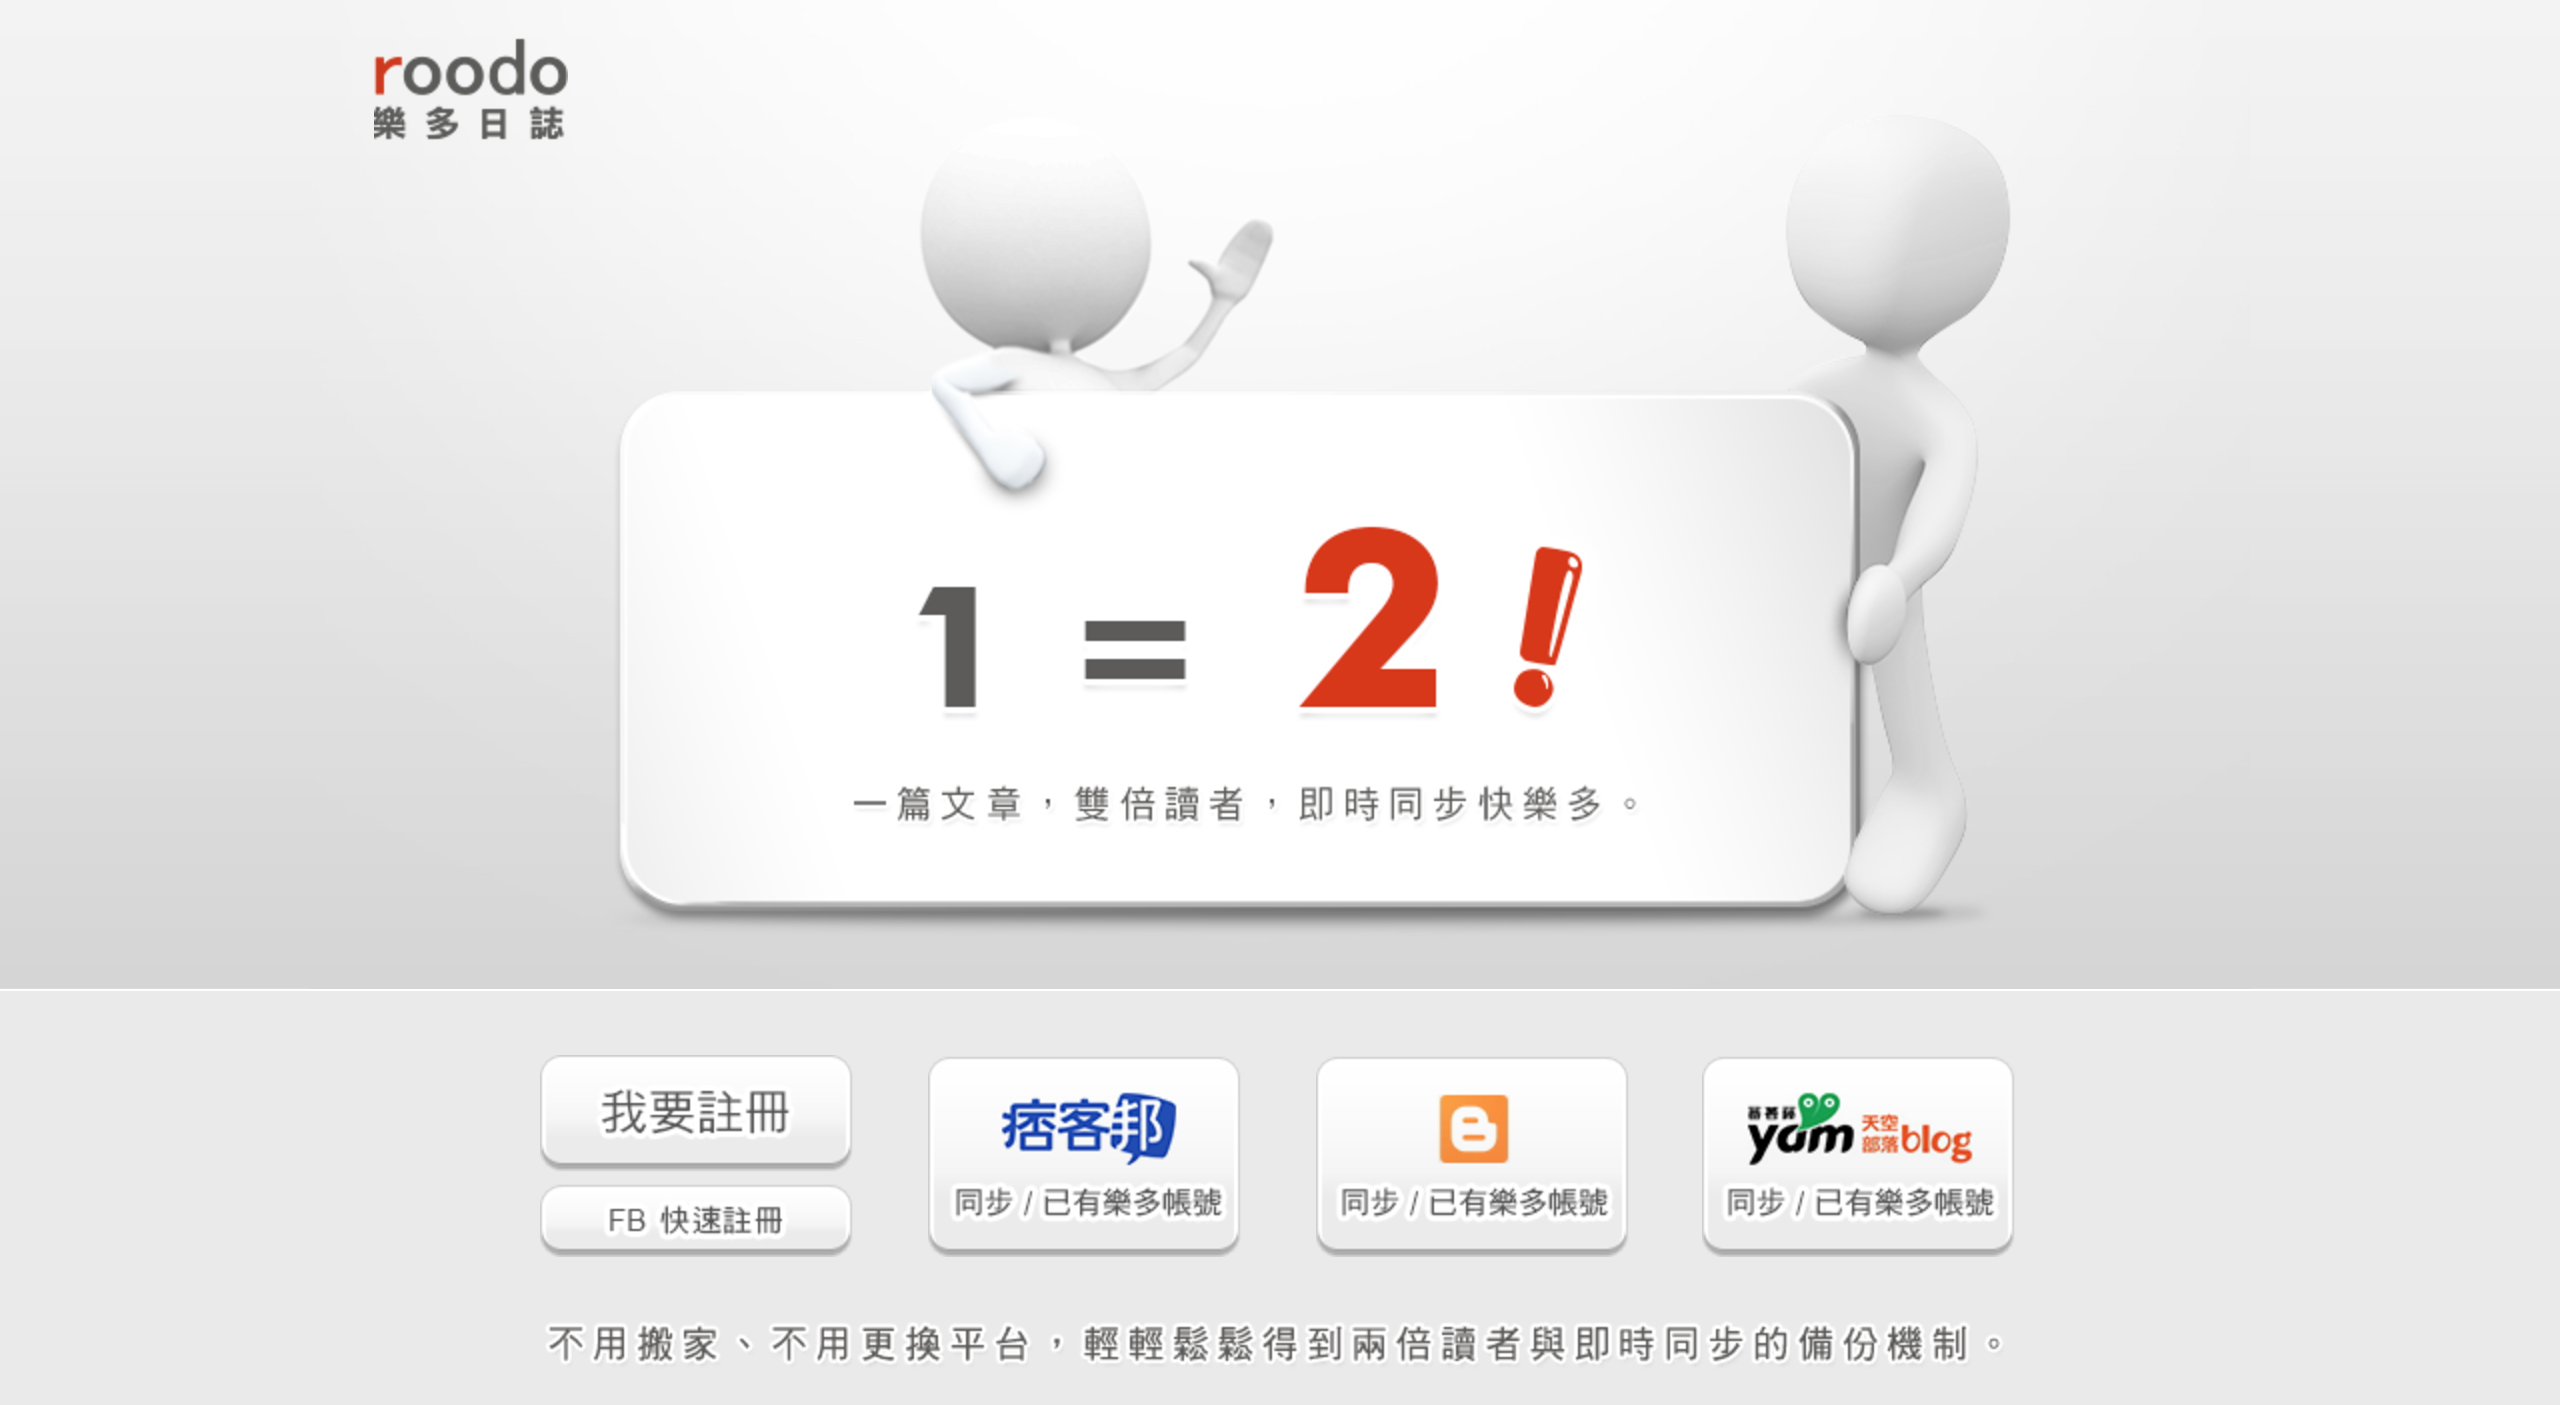 roodo
樂多日誌
1 = 2!
一篇文章，雙倍讀者，即時同步快樂多。
我要註冊
FB 快速註冊
痞客邦
同步 / 已有樂多帳號
B
同步 / 已有樂多帳號
蕃薯藤
yam 天空部落 blog
同步 / 已有樂多帳號
不用搬家、不用更換平台，輕輕鬆鬆得到兩倍讀者與即時同步的備份機制。